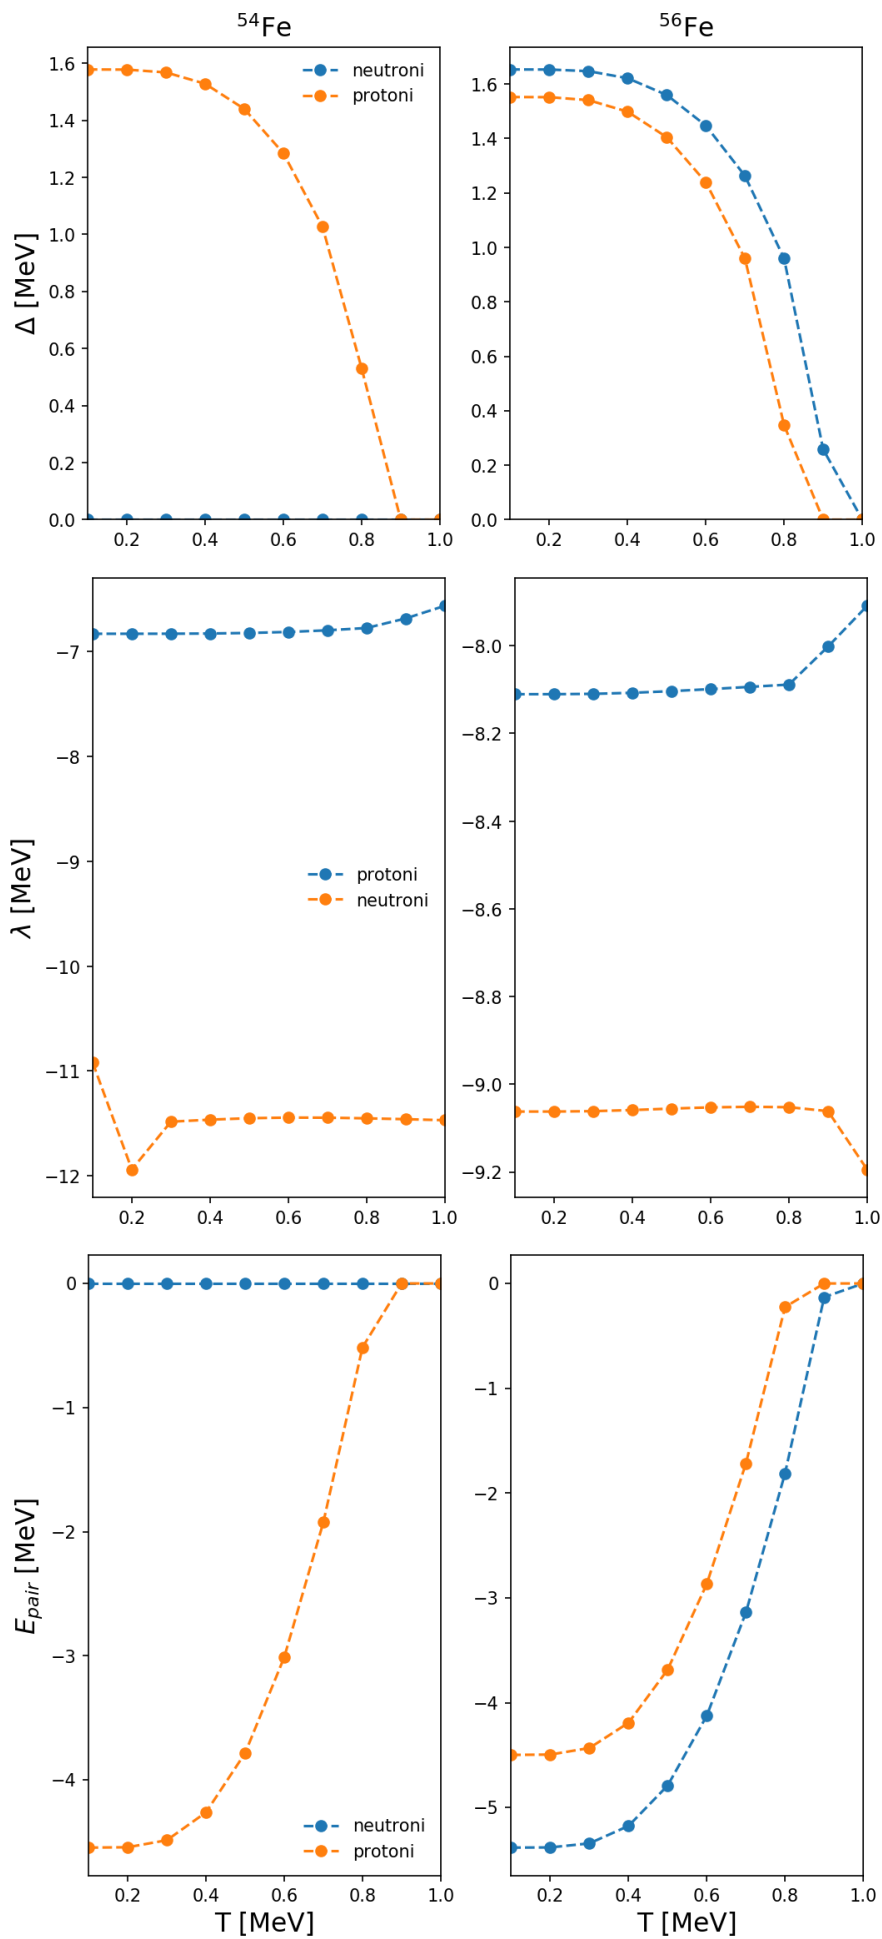 ⁵⁴Fe
⁵⁶Fe
Δ [MeV]
1.6
1.4
1.2
1.0
0.8
0.6
0.4
0.2
0.0
neutroni
protoni
0.2 0.4 0.6 0.8 1.0
1.6
1.4
1.2
1.0
0.8
0.6
0.4
0.2
0.0
0.2 0.4 0.6 0.8 1.0
λ [MeV]
−7
−8
−9
−10
−11
−12
protoni
neutroni
0.2 0.4 0.6 0.8 1.0
−8.0
−8.2
−8.4
−8.6
−8.8
−9.0
−9.2
0.2 0.4 0.6 0.8 1.0
E_pair [MeV]
0
−1
−2
−3
−4
neutroni
protoni
0.2 0.4 0.6 0.8 1.0
T [MeV]
0
−1
−2
−3
−4
−5
0.2 0.4 0.6 0.8 1.0
T [MeV]